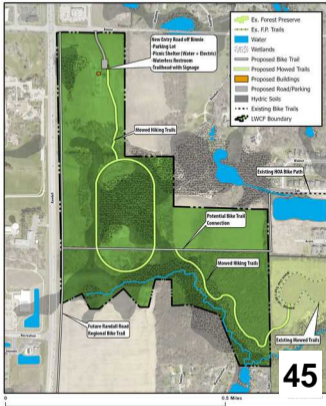 Binnie
New Entry Road off Binnie
Parking Lot
Picnic Shelter (Water + Electric)
Waterless Restroom
Trailhead with Signage
Ex. Forest Preserve
Ex. F.P. Trails
Water
Wetlands
Proposed Bike Trail
Proposed Mowed Trails
Proposed Buildings
Proposed Road/Parking
Hydric Soils
Existing Bike Trails
LWCF Boundary
Mowed Hiking Trails
Existing HOA Bike Path
Randall
Potential Bike Trail
Connection
Mowed Hiking Trails
Future Randall Road
Regional Bike Trail
Existing Mowed Trails
45
0
0.5 Miles